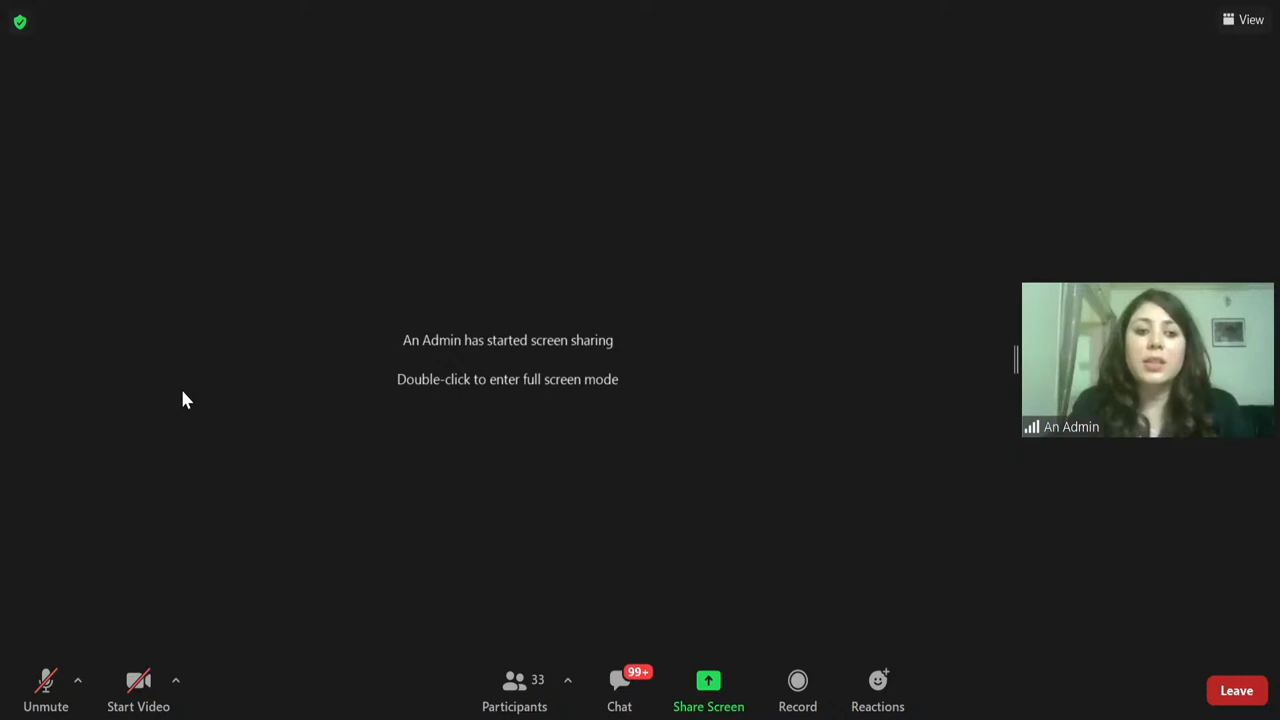 View
An Admin has started screen sharing
Double-click to enter full screen mode
An Admin
33
99+
Unmute
Start Video
Participants
Chat
Share Screen
Record
Reactions
Leave